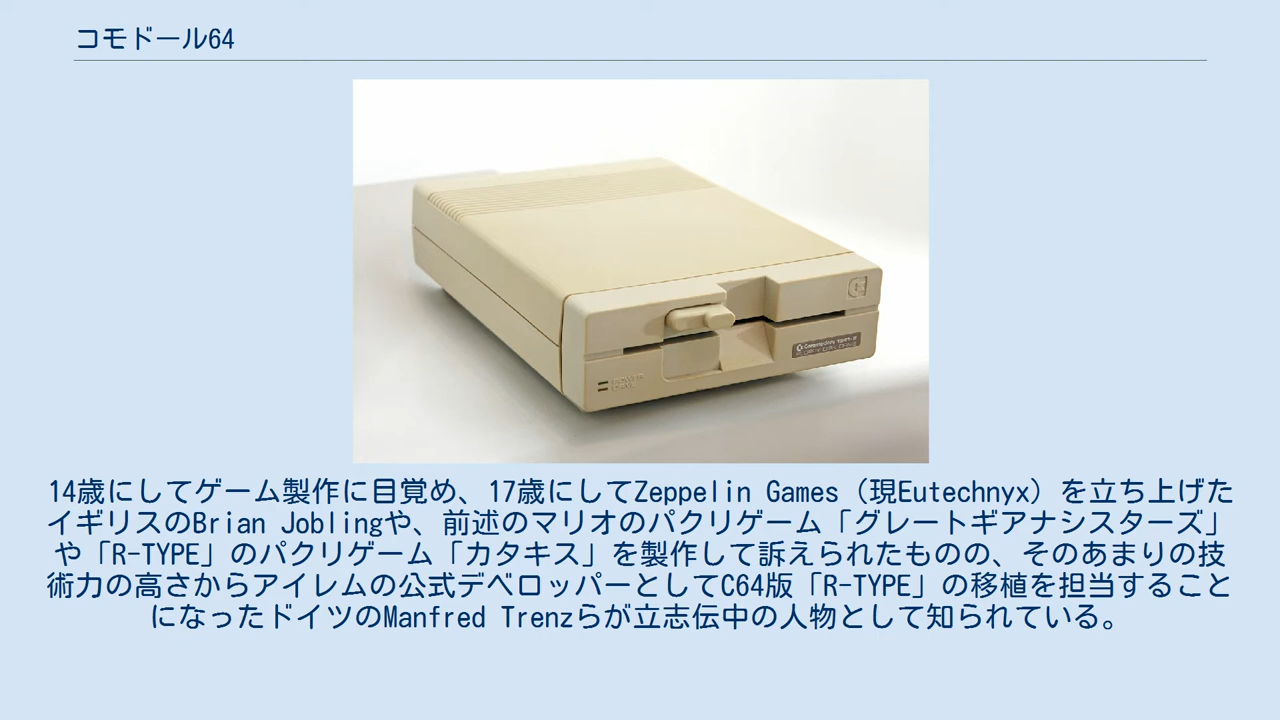 コモドール64
Commodore 1541-II
14歳にしてゲーム製作に目覚め、17歳にしてZeppelin Games（現Eutechnyx）を立ち上げた
イギリスのBrian Joblingや、前述のマリオのパクリゲーム「グレートギアナシスターズ」
や「R-TYPE」のパクリゲーム「カタキス」を製作して訴えられたものの、そのあまりの技
術力の高さからアイレムの公式デベロッパーとしてC64版「R-TYPE」の移植を担当すること
になったドイツのManfred Trenzらが立志伝中の人物として知られている。